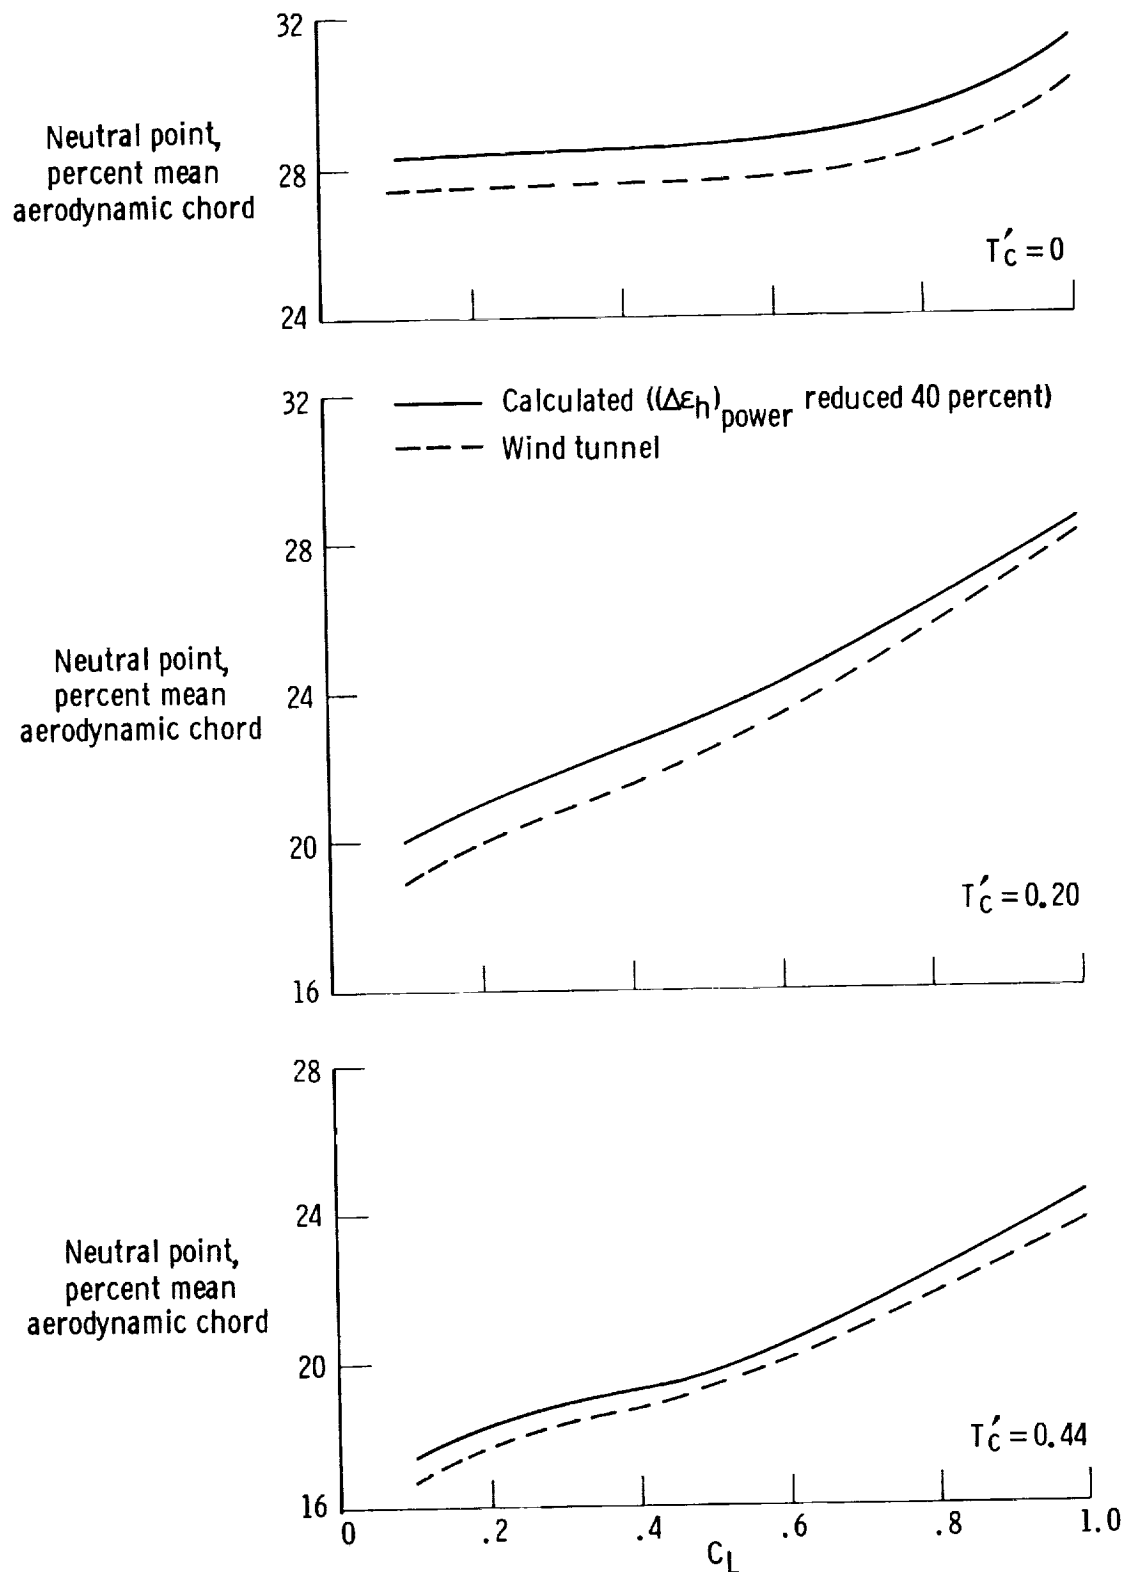 32
Neutral point,
percent mean
aerodynamic chord
28
T′c = 0
24
32
Calculated ((Δεh)power reduced 40 percent)
Wind tunnel
28
Neutral point,
percent mean
aerodynamic chord
24
20
T′c = 0.20
16
28
24
Neutral point,
percent mean
aerodynamic chord
20
T′c = 0.44
16
0 .2 .4 .6 .8 1.0
CL